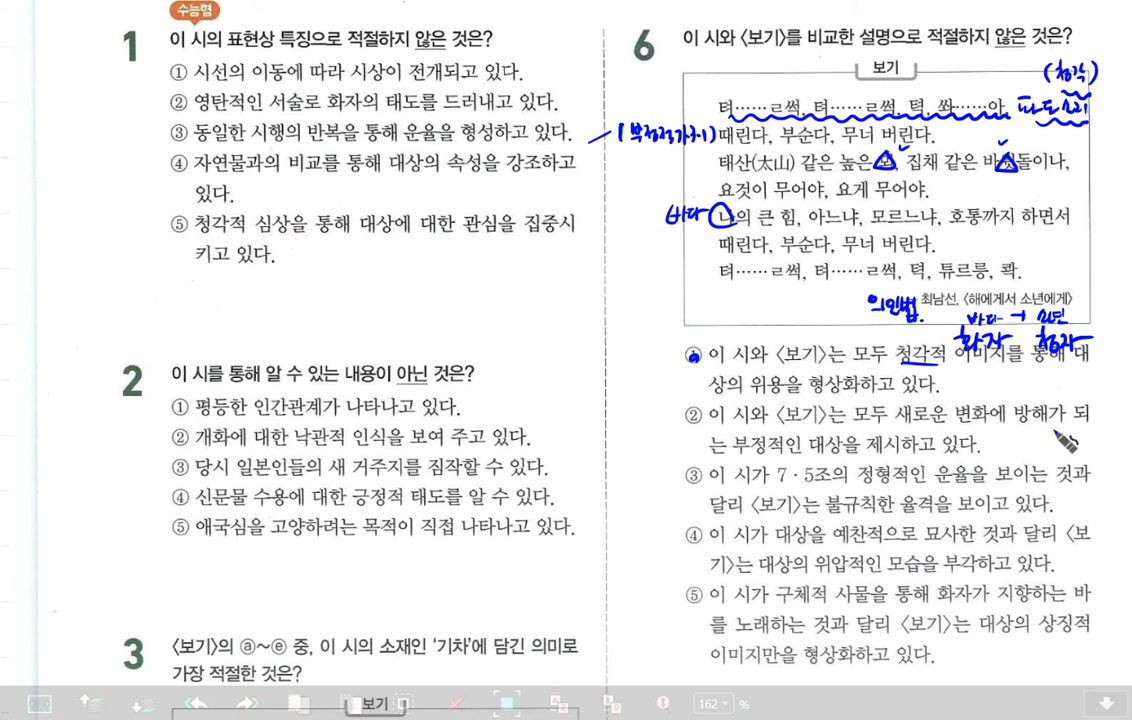 수능형
1 이 시의 표현상 특징으로 적절하지 않은 것은?
① 시선의 이동에 따라 시상이 전개되고 있다.
② 영탄적인 서술로 화자의 태도를 드러내고 있다.
③ 동일한 시행의 반복을 통해 운율을 형성하고 있다.
④ 자연물과의 비교를 통해 대상의 속성을 강조하고
있다.
⑤ 청각적 심상을 통해 대상에 대한 관심을 집중시
키고 있다.
2 이 시를 통해 알 수 있는 내용이 아닌 것은?
① 평등한 인간관계가 나타나고 있다.
② 개화에 대한 낙관적 인식을 보여 주고 있다.
③ 당시 일본인들의 새 거주지를 짐작할 수 있다.
④ 신문물 수용에 대한 긍정적 태도를 알 수 있다.
⑤ 애국심을 고양하려는 목적이 직접 나타나고 있다.
3 〈보기〉의 ⓐ~ⓔ 중, 이 시의 소재인 '기차'에 담긴 의미로
가장 적절한 것은?
보기
6 이 시와 〈보기〉를 비교한 설명으로 적절하지 않은 것은?
보기
(청각)
텨……ㄹ썩, 텨……ㄹ썩, 텩, 쏴……아. 파도소리
때린다, 부순다, 무너 버린다.
태산(太山) 같은 높은 집채 같은
요것이 무어야, 요게 무어야.
바다 나의 큰 힘, 아느냐, 모르느냐, 호통까지 하면서
때린다, 부순다, 무너 버린다.
텨……ㄹ썩, 텨……ㄹ썩, 텩, 튜르릉, 콱.
최남선, 〈해에게서 소년에게〉
의인법.
바다 → 소년
화자 청자
① 이 시와 〈보기〉는 모두 청각적 이미지를 통해 대
상의 위용을 형상화하고 있다.
② 이 시와 〈보기〉는 모두 새로운 변화에 방해가 되
는 부정적인 대상을 제시하고 있다.
③ 이 시가 7·5조의 정형적인 운율을 보이는 것과
달리 〈보기〉는 불규칙한 율격을 보이고 있다.
④ 이 시가 대상을 예찬적으로 묘사한 것과 달리 〈보
기〉는 대상의 위압적인 모습을 부각하고 있다.
⑤ 이 시가 구체적 사물을 통해 화자가 지향하는 바
를 노래하는 것과 달리 〈보기〉는 대상의 상징적
이미지만을 형상화하고 있다.
162 %